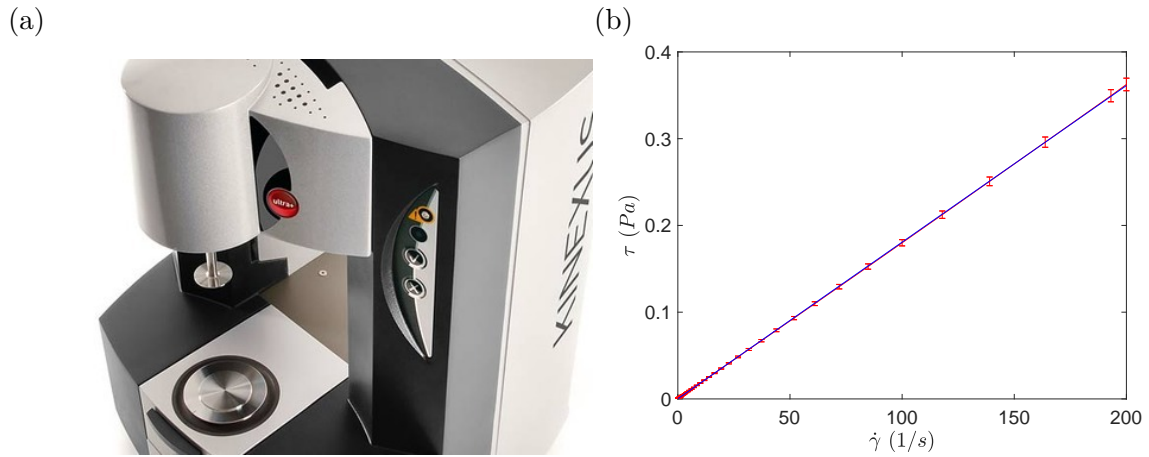 (a)
(b)
ultra+
KINEXUS
0.4
0.3
0.2
0.1
0
τ (Pa)
0 50 100 150 200
γ̇ (1/s)